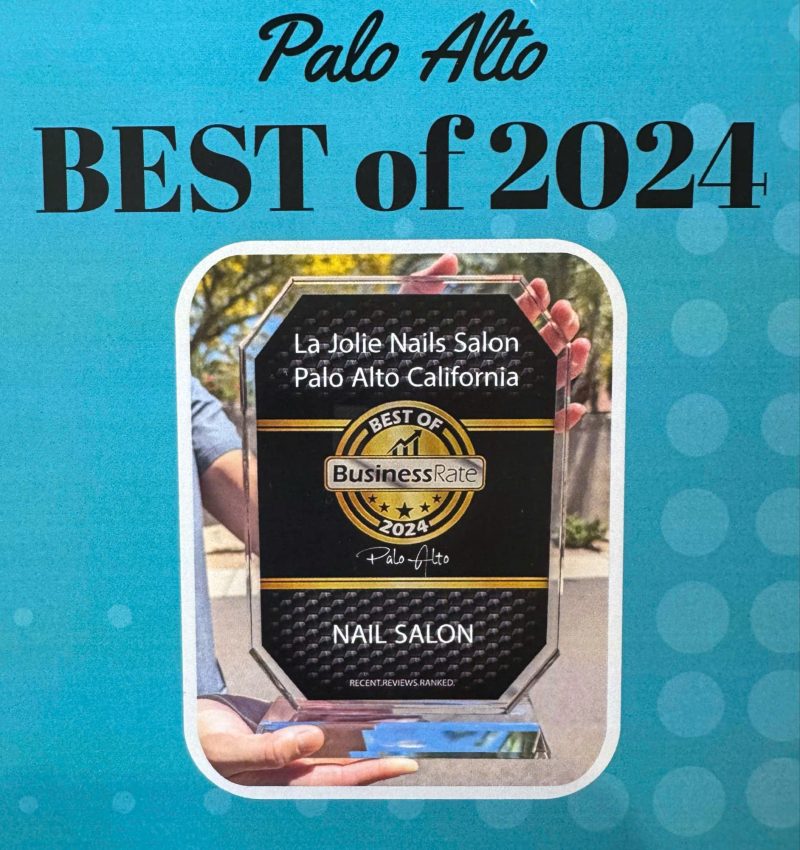 Palo Alto
BEST of 2024
La Jolie Nails Salon
Palo Alto California
BEST OF
BusinessRate
2024
Palo Alto
NAIL SALON
RECENT.REVIEWS.RANKED.